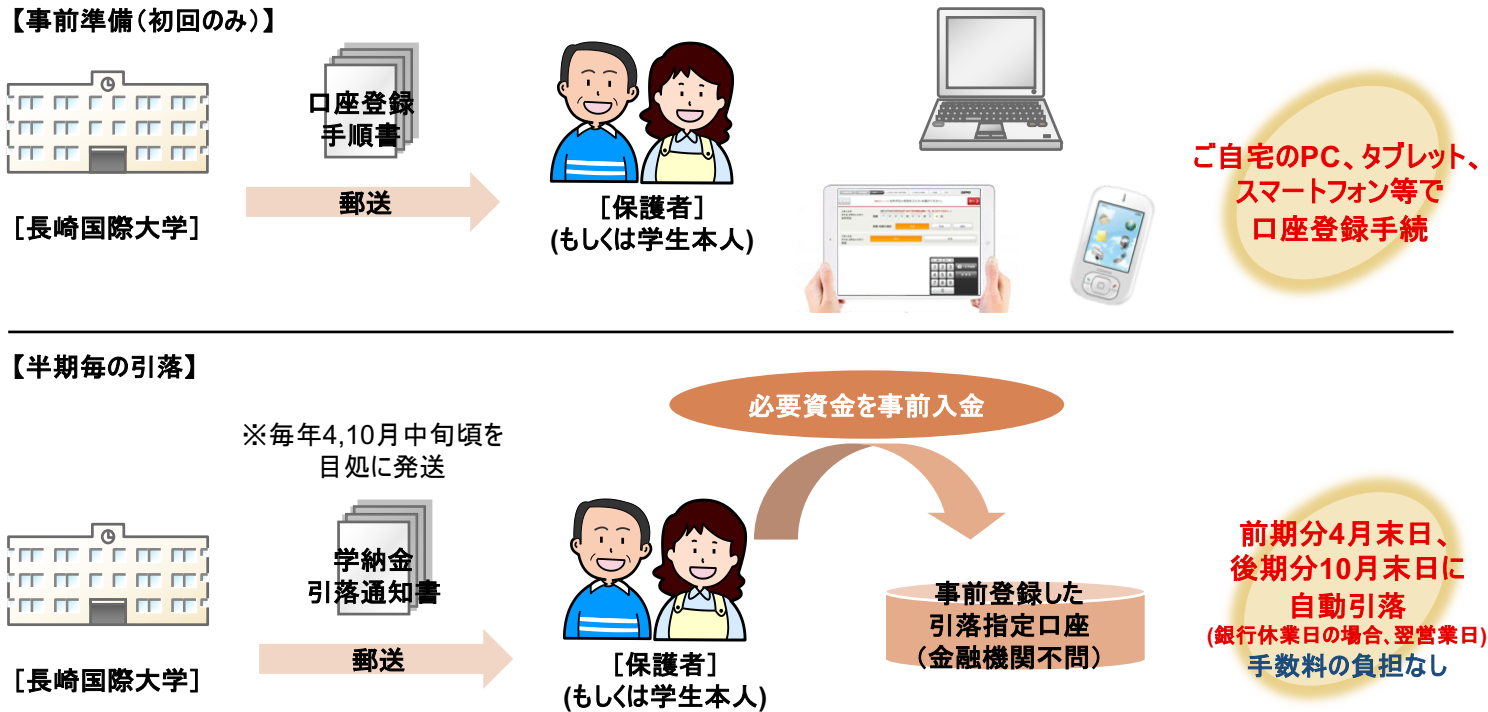 【事前準備(初回のみ)】
口座登録
手順書
郵送
[長崎国際大学]
[保護者]
(もしくは学生本人)
ご自宅のPC、タブレット、
スマートフォン等で
口座登録手続
【半期毎の引落】
必要資金を事前入金
※毎年4,10月中旬頃を
目処に発送
学納金
引落通知書
郵送
[長崎国際大学]
[保護者]
(もしくは学生本人)
事前登録した
引落指定口座
(金融機関不問)
前期分4月末日、
後期分10月末日に
自動引落
(銀行休業日の場合、翌営業日)
手数料の負担なし